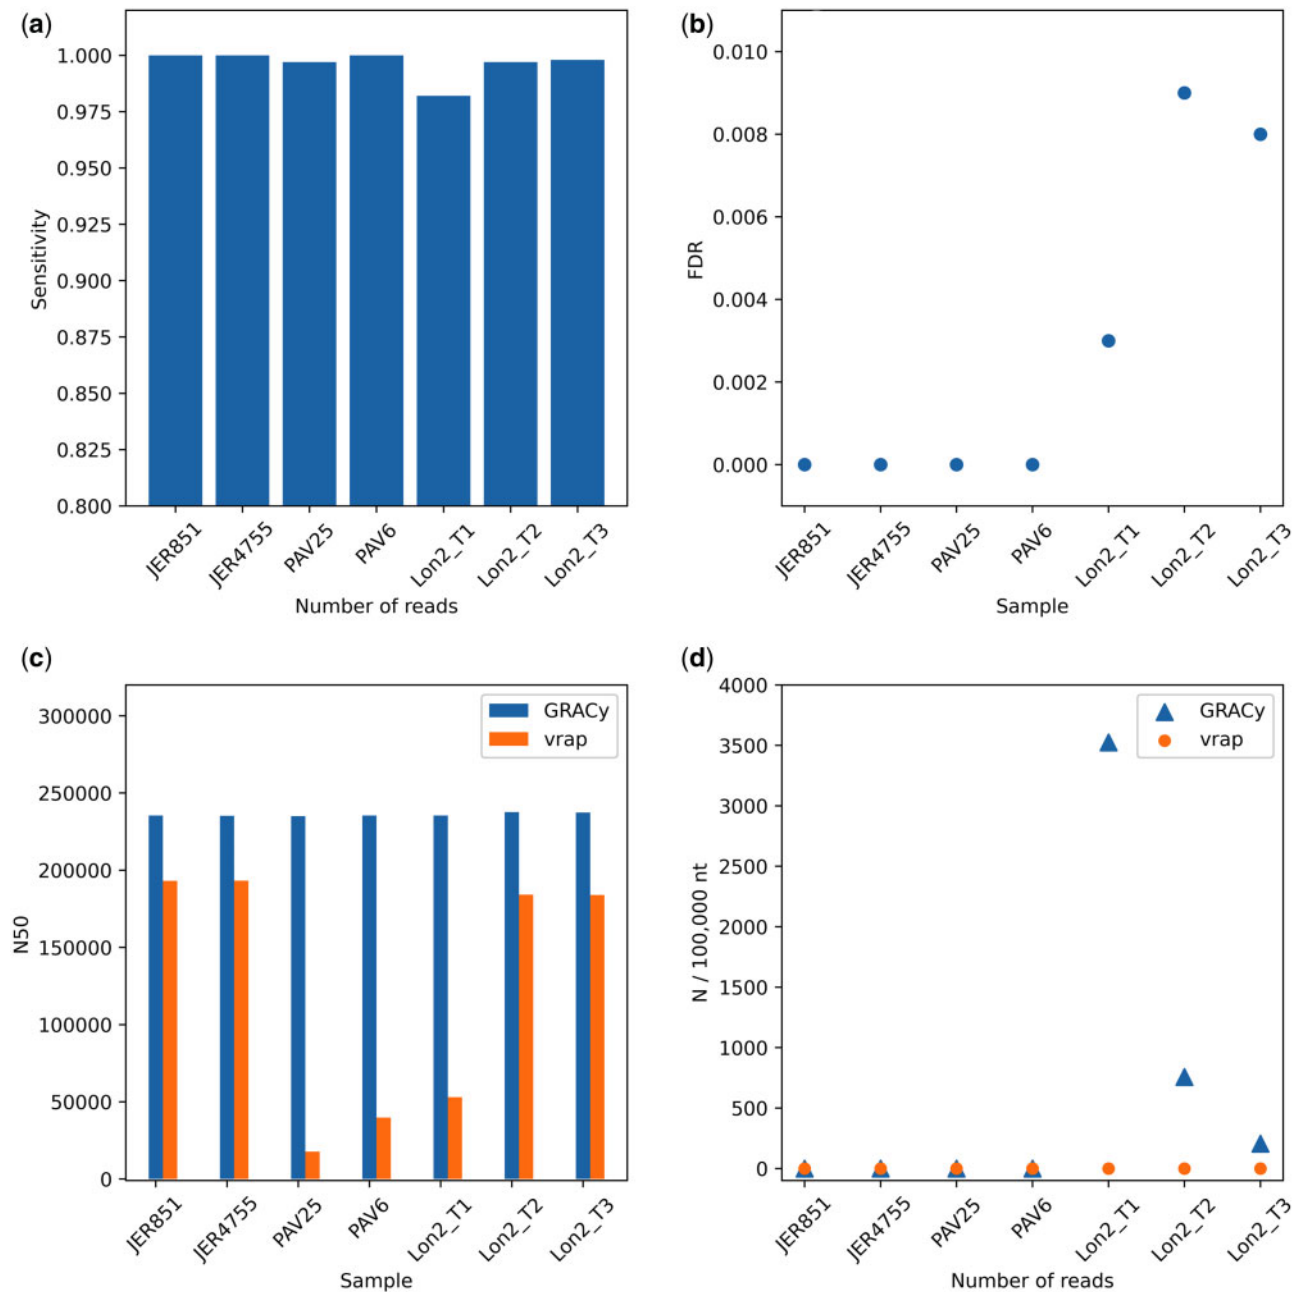 (a)
1.000
0.975
0.950
0.925
0.900
0.875
0.850
0.825
0.800
Sensitivity
JER851 JER4755 PAV25 PAV6 Lon2_T1 Lon2_T2 Lon2_T3
Number of reads
(b)
0.010
0.008
0.006
0.004
0.002
0.000
FDR
JER851 JER4755 PAV25 PAV6 Lon2_T1 Lon2_T2 Lon2_T3
Sample
(c)
GRACy
vrap
300000
250000
200000
150000
100000
50000
0
N50
JER851 JER4755 PAV25 PAV6 Lon2_T1 Lon2_T2 Lon2_T3
Sample
(d)
GRACy
vrap
4000
3500
3000
2500
2000
1500
1000
500
0
N / 100,000 nt
JER851 JER4755 PAV25 PAV6 Lon2_T1 Lon2_T2 Lon2_T3
Number of reads